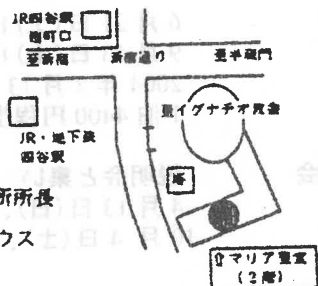 JR四谷駅
麹町口
至新宿
新宿通り
至半蔵門
聖イグナチオ教会
JR・地下鉄
四谷駅
塔
所所長
ウス
⇧マリア聖堂
(2階)